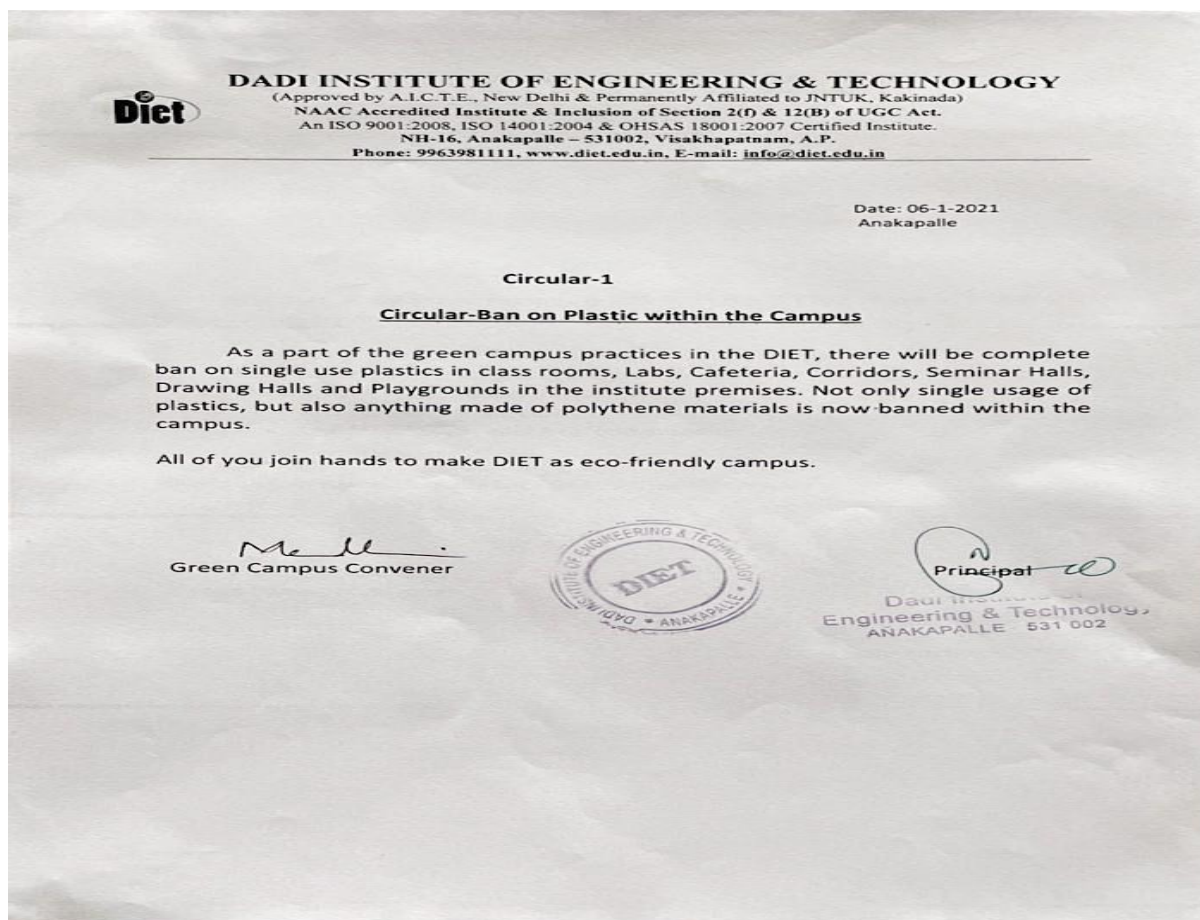 Diet
DADI INSTITUTE OF ENGINEERING & TECHNOLOGY
(Approved by A.I.C.T.E., New Delhi & Permanently Affiliated to JNTUK, Kakinada)
NAAC Accredited Institute & Inclusion of Section 2(f) & 12(B) of UGC Act.
An ISO 9001:2008, ISO 14001:2004 & OHSAS 18001:2007 Certified Institute.
NH-16, Anakapalle – 531002, Visakhapatnam, A.P.
Phone: 9963981111, www.diet.edu.in, E-mail: info@diet.edu.in
Date: 06-1-2021
Anakapalle
Circular-1
Circular-Ban on Plastic within the Campus
As a part of the green campus practices in the DIET, there will be complete
ban on single use plastics in class rooms, Labs, Cafeteria, Corridors, Seminar Halls,
Drawing Halls and Playgrounds in the institute premises. Not only single usage of
plastics, but also anything made of polythene materials is now banned within the
campus.
All of you join hands to make DIET as eco-friendly campus.
Green Campus Convener
DADI INSTITUTE OF ENGINEERING & TECHNOLOGY
DIET
* ANAKAPALLE *
Principal
Dadi
Engineering & Technology,
ANAKAPALLE 531 002